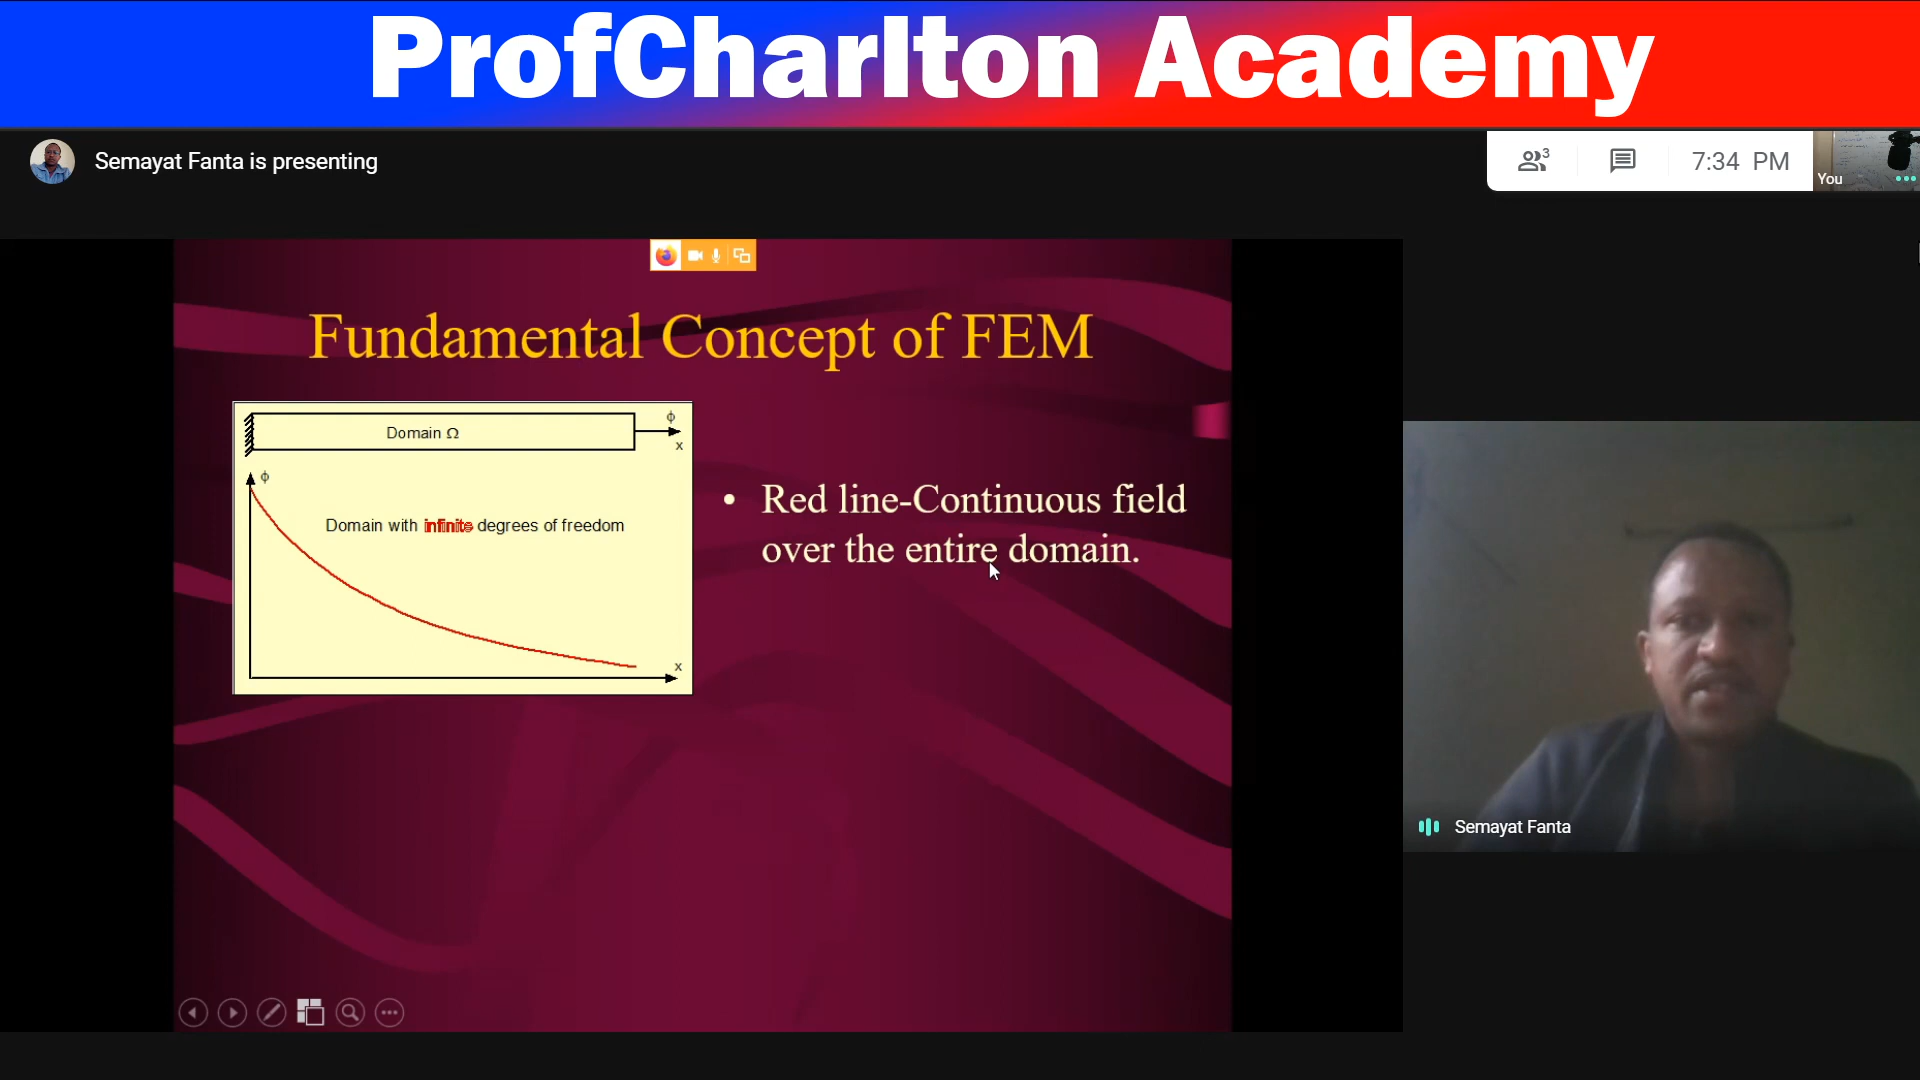 ProfCharlton Academy
Semayat Fanta is presenting
3
7:34 PM
You
Fundamental Concept of FEM
Domain Ω
ϕ
x
ϕ
Domain with infinite degrees of freedom
x
• Red line-Continuous field
over the entire domain.
Semayat Fanta